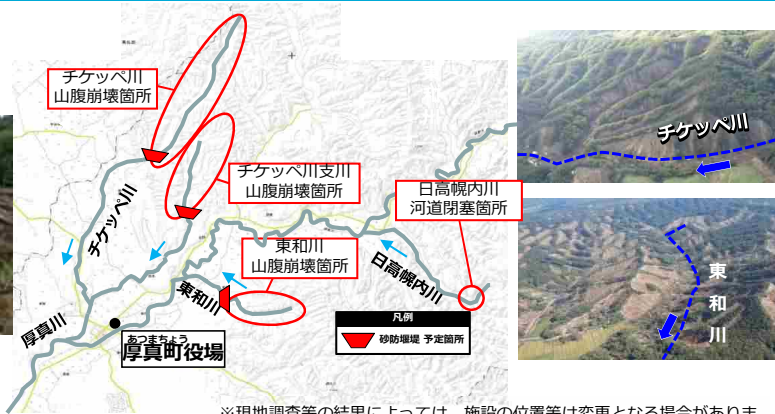 チケッペ川
山腹崩壊箇所
チケッペ川支川
山腹崩壊箇所
日高幌内川
河道閉塞箇所
東和川
山腹崩壊箇所
チケッペ川
日高幌内川
東和川
厚真川
あつまちょう
厚真町役場
凡例
砂防堰堤 予定箇所
チケッペ川
東和川
※現地調査等の結果によっては、施設の位置等は変更となる場合がありま